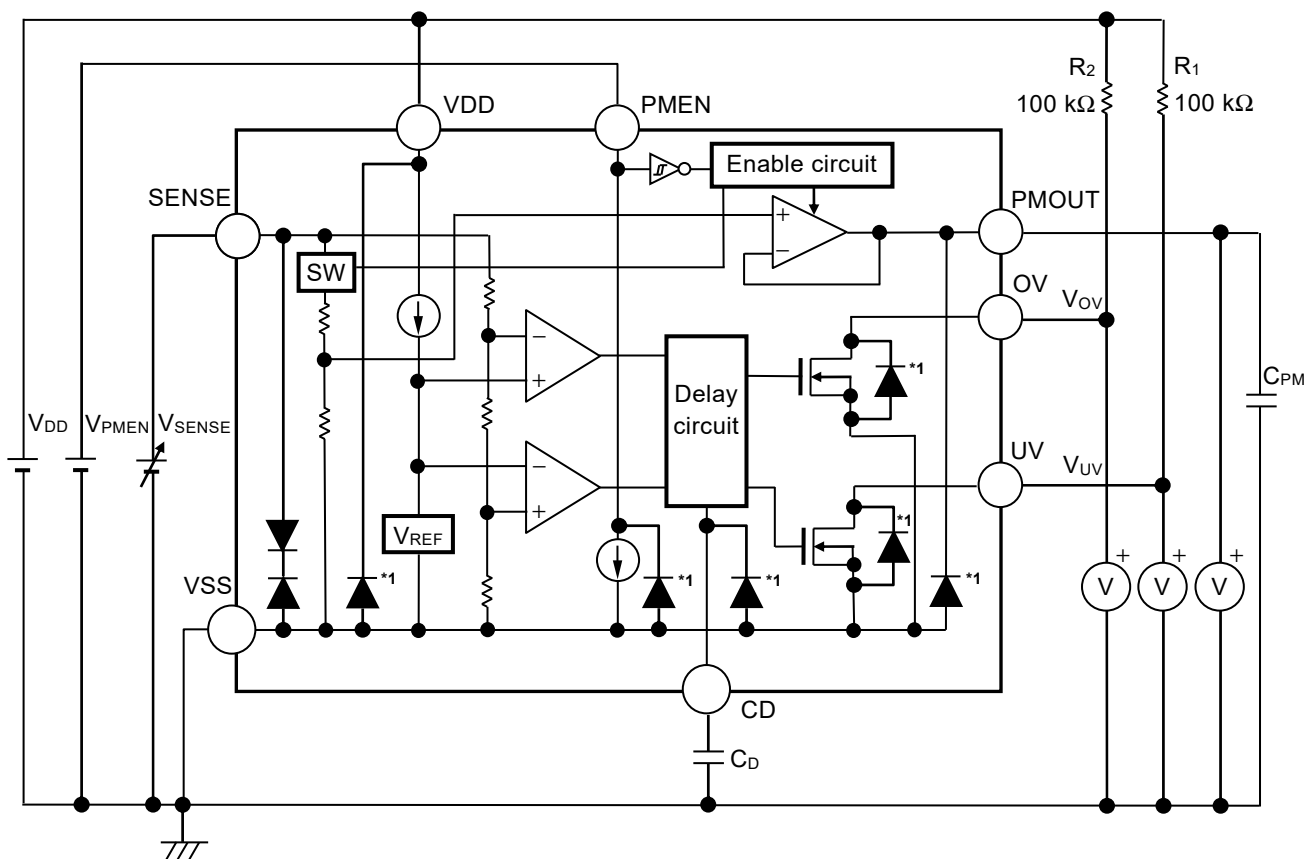 R2
100 kΩ
R1
100 kΩ
VDD
PMEN
Enable circuit
SENSE
PMOUT
+
−
SW
OV
VOV
−
+
*1
Delay
circuit
CPM
VDD
VPMEN
VSENSE
UV
VUV
−
+
*1
VREF
VSS
*1
*1
*1
*1
+
V
+
V
+
V
CD
CD